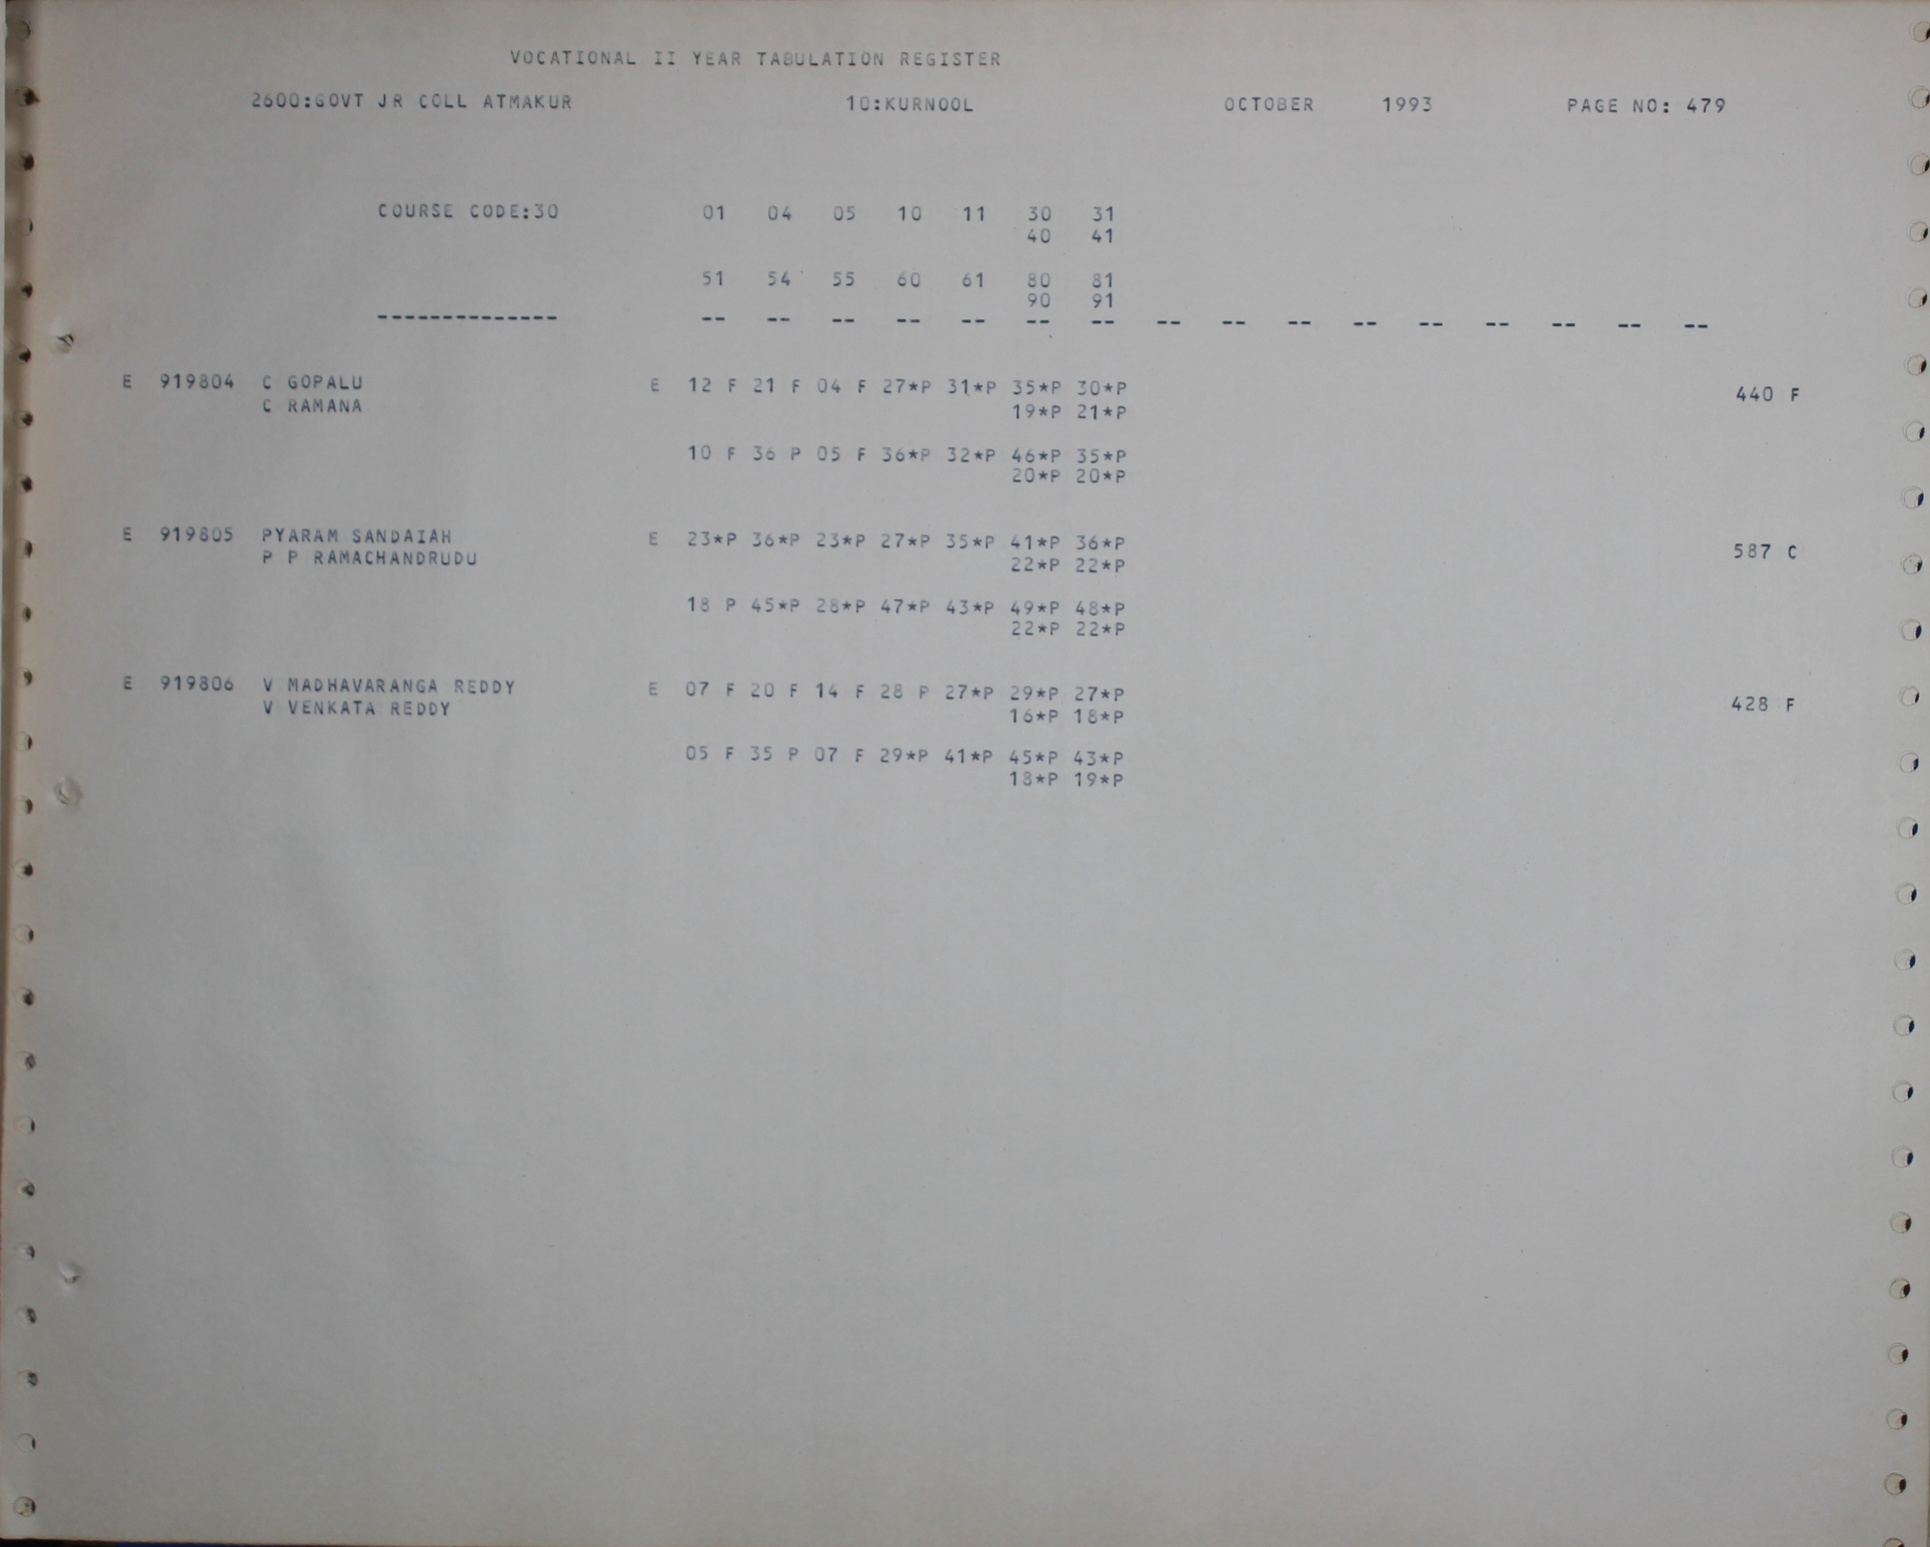 VOCATIONAL II YEAR TABULATION REGISTER
2600:GOVT JR COLL ATMAKUR 10:KURNOOL OCTOBER 1993 PAGE NO: 479
COURSE CODE:30 01 04 05 10 11 30 31
40 41
51 54 55 60 61 80 81
90 91
-------------- -- -- -- -- -- -- -- -- -- -- -- -- -- -- -- --
E 919804 C GOPALU E 12 F 21 F 04 F 27*P 31*P 35*P 30*P 440 F
C RAMANA 19*P 21*P
10 F 36 P 05 F 36*P 32*P 46*P 35*P
20*P 20*P
E 919805 PYARAM SANDAIAH E 23*P 36*P 23*P 27*P 35*P 41*P 36*P 587 C
P P RAMACHANDRUDU 22*P 22*P
18 P 45*P 28*P 47*P 43*P 49*P 48*P
22*P 22*P
E 919806 V MADHAVARANGA REDDY E 07 F 20 F 14 F 28 P 27*P 29*P 27*P 428 F
V VENKATA REDDY 16*P 18*P
05 F 35 P 07 F 29*P 41*P 45*P 43*P
18*P 19*P